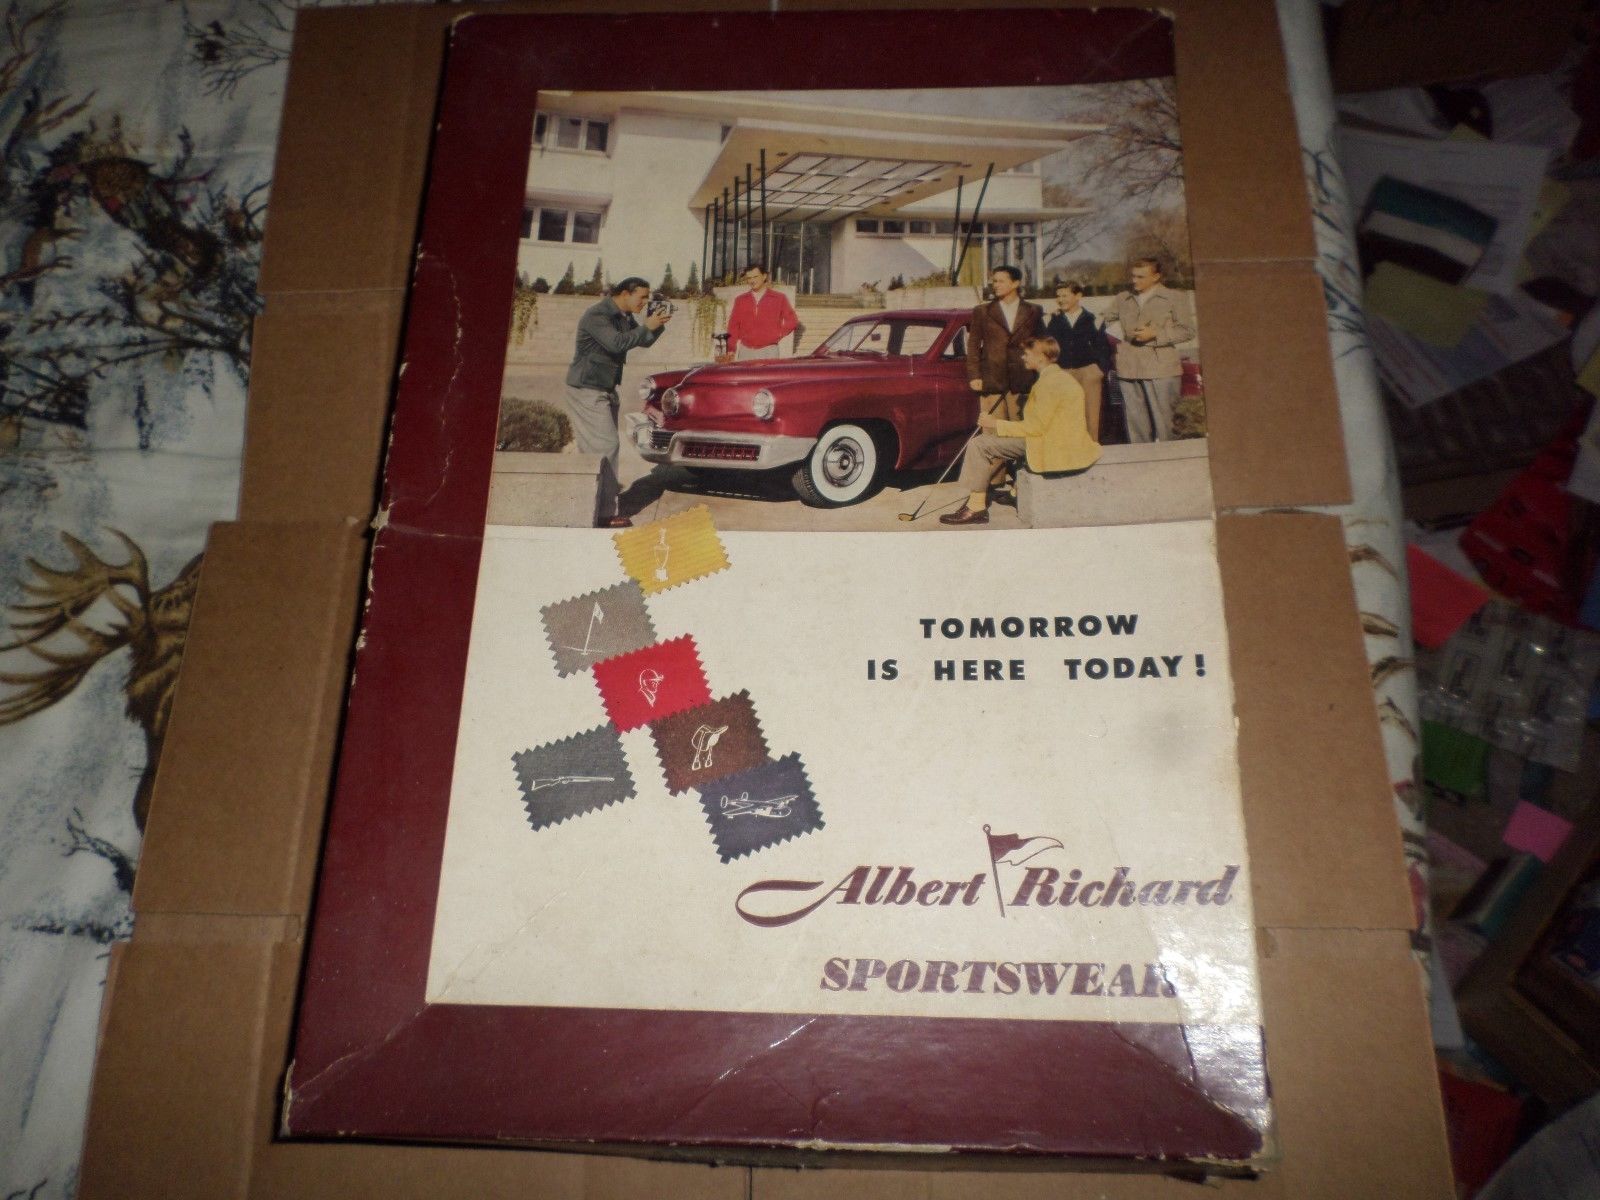 TOMORROW
IS HERE TODAY!
Albert Richard
SPORTSWEAR